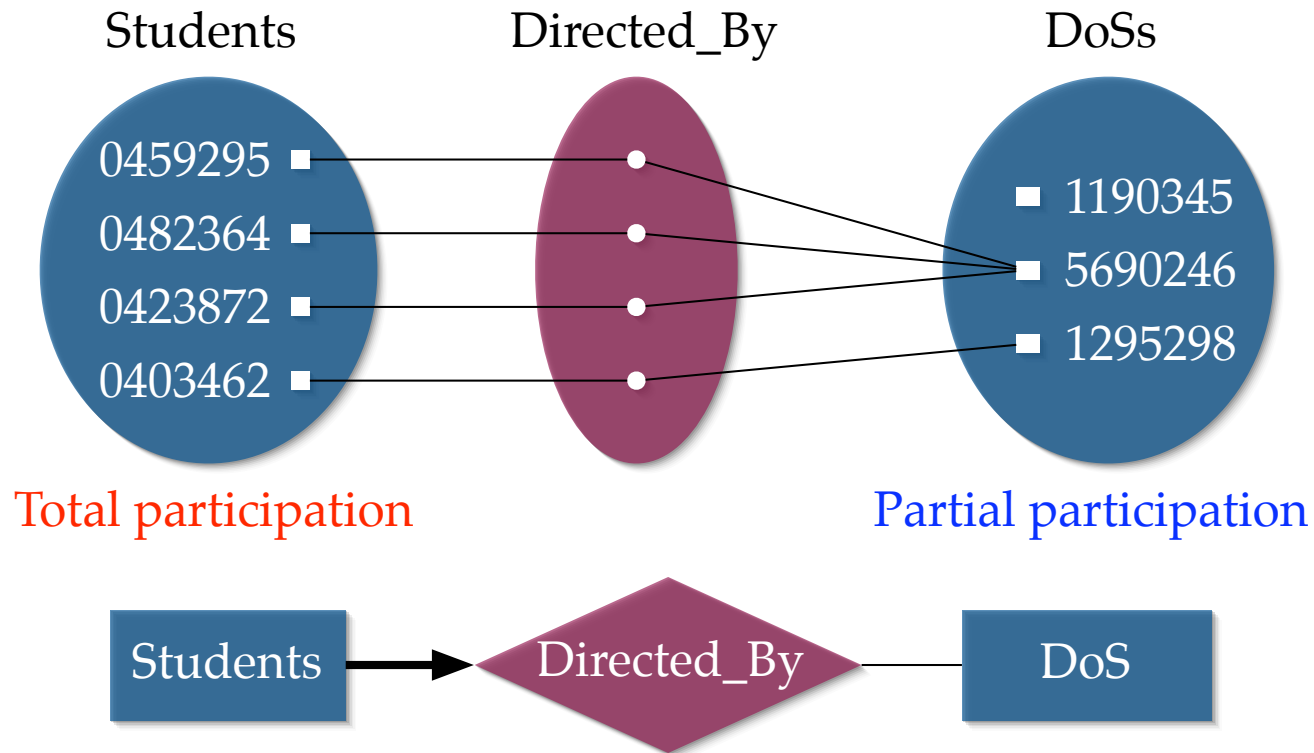 Students Directed_By DoSs
0459295
1190345
0482364
5690246
0423872
1295298
0403462
Total participation Partial participation
Students Directed_By DoS